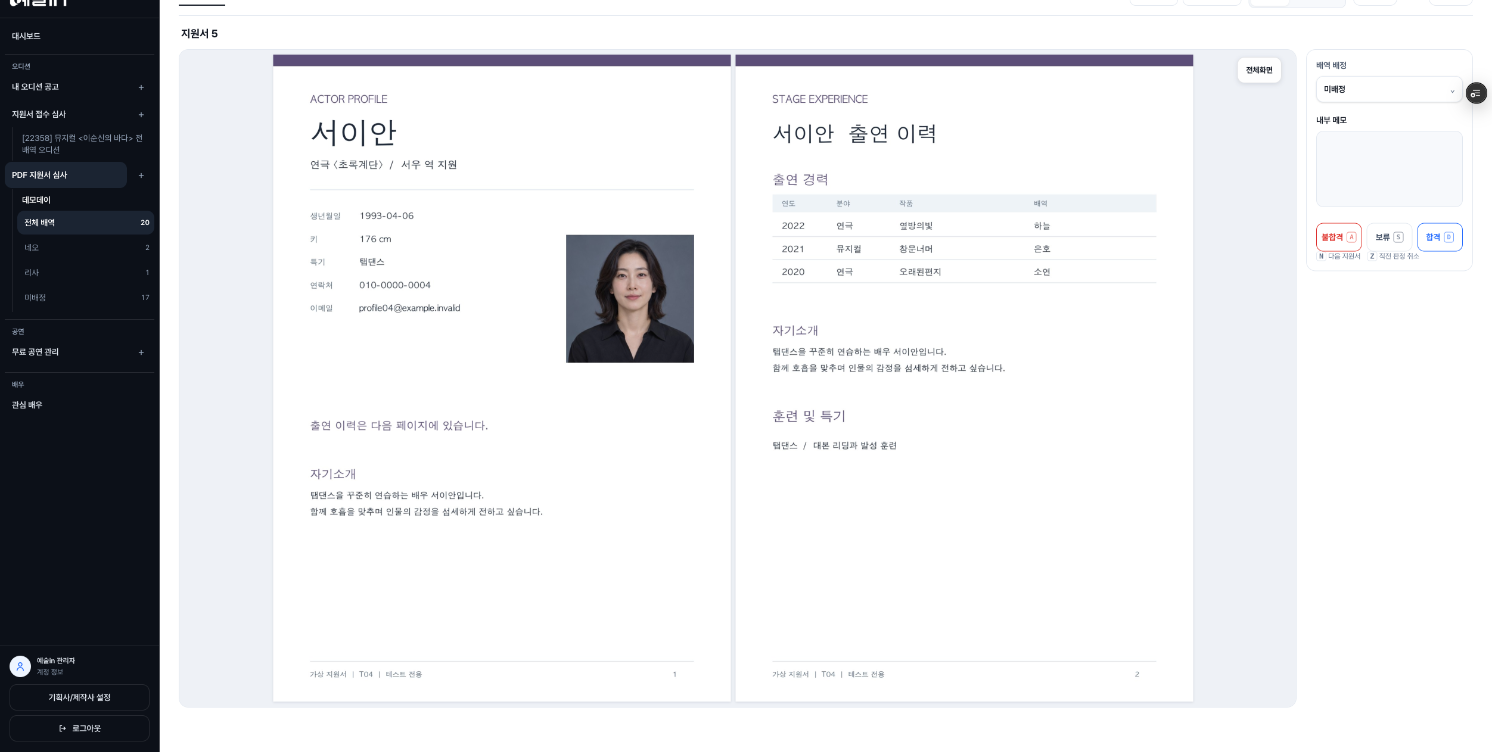 예술in
대시보드
오디션
내 오디션 공고 +
지원서 접수 심사 +
[22358] 뮤지컬 <이순신의 바다> 전
배역 오디션
PDF 지원서 심사 +
데모데이
전체 배역 20
네오 2
리사 1
미배정 17
공연
무료 공연 관리 +
배우
관심 배우
예술in 관리자
계정 정보
기획사/제작사 설정
로그아웃
지원서 5
전체화면
ACTOR PROFILE
서이안
연극 〈초록계단〉 / 서우 역 지원
생년월일 1993-04-06
키 176 cm
특기 탭댄스
연락처 010-0000-0004
이메일 profile04@example.invalid
출연 이력은 다음 페이지에 있습니다.
자기소개
탭댄스을 꾸준히 연습하는 배우 서이안입니다.
함께 호흡을 맞추며 인물의 감정을 섬세하게 전하고 싶습니다.
가상 지원서 | T04 | 테스트 전용 1
STAGE EXPERIENCE
서이안 출연 이력
출연 경력
연도 분야 작품 배역
2022 연극 옆방의빛 하늘
2021 뮤지컬 창문너머 은호
2020 연극 오래된편지 소연
자기소개
탭댄스을 꾸준히 연습하는 배우 서이안입니다.
함께 호흡을 맞추며 인물의 감정을 섬세하게 전하고 싶습니다.
훈련 및 특기
탭댄스 / 대본 리딩과 발성 훈련
가상 지원서 | T04 | 테스트 전용 2
배역 배정
미배정
내부 메모
불합격 A 보류 S 합격 D
N 다음 지원서 Z 직전 판정 취소